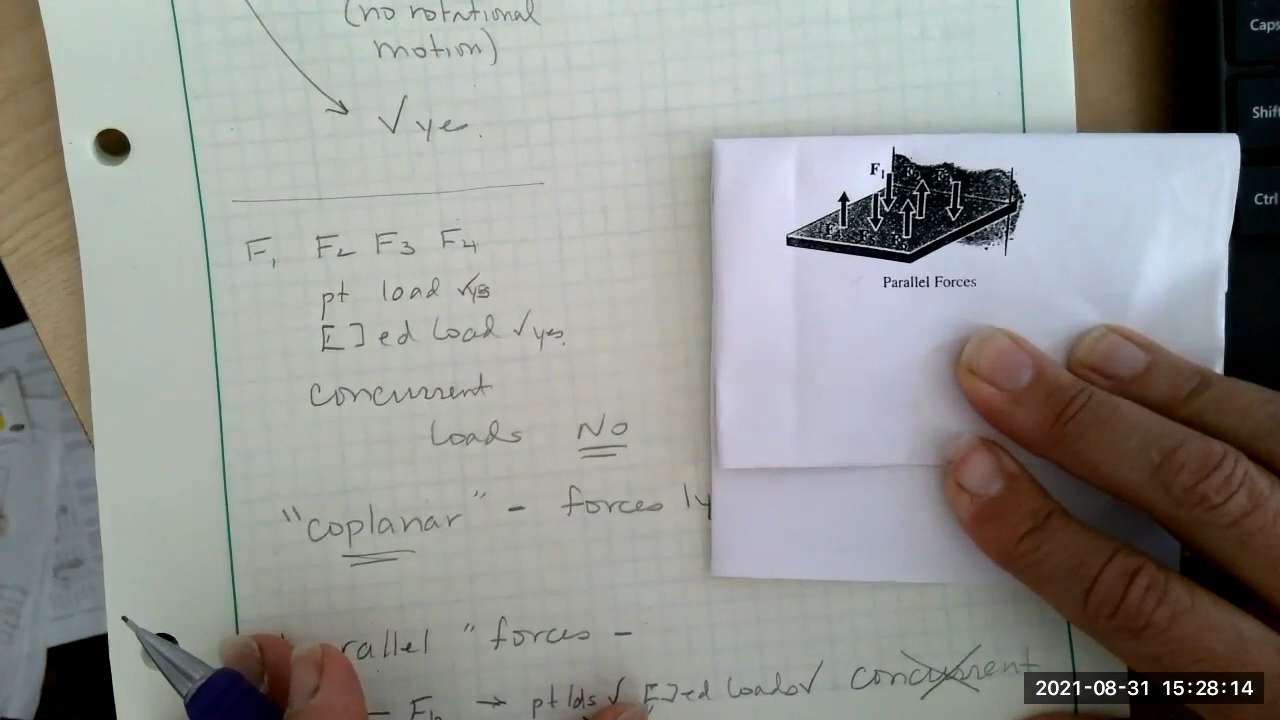 (no rotational
motion)
√ yes.
F1 F2 F3 F4
pt load √yes
[ ]ed load √ yes.
concurrent
loads No
"coplanar" - forces
F1
Parallel Forces
rallel " forces -
→ pt lds √ [ ]ed loads √ concurrent
2021-08-31 15:28:14
Caps
Shift
Ctrl